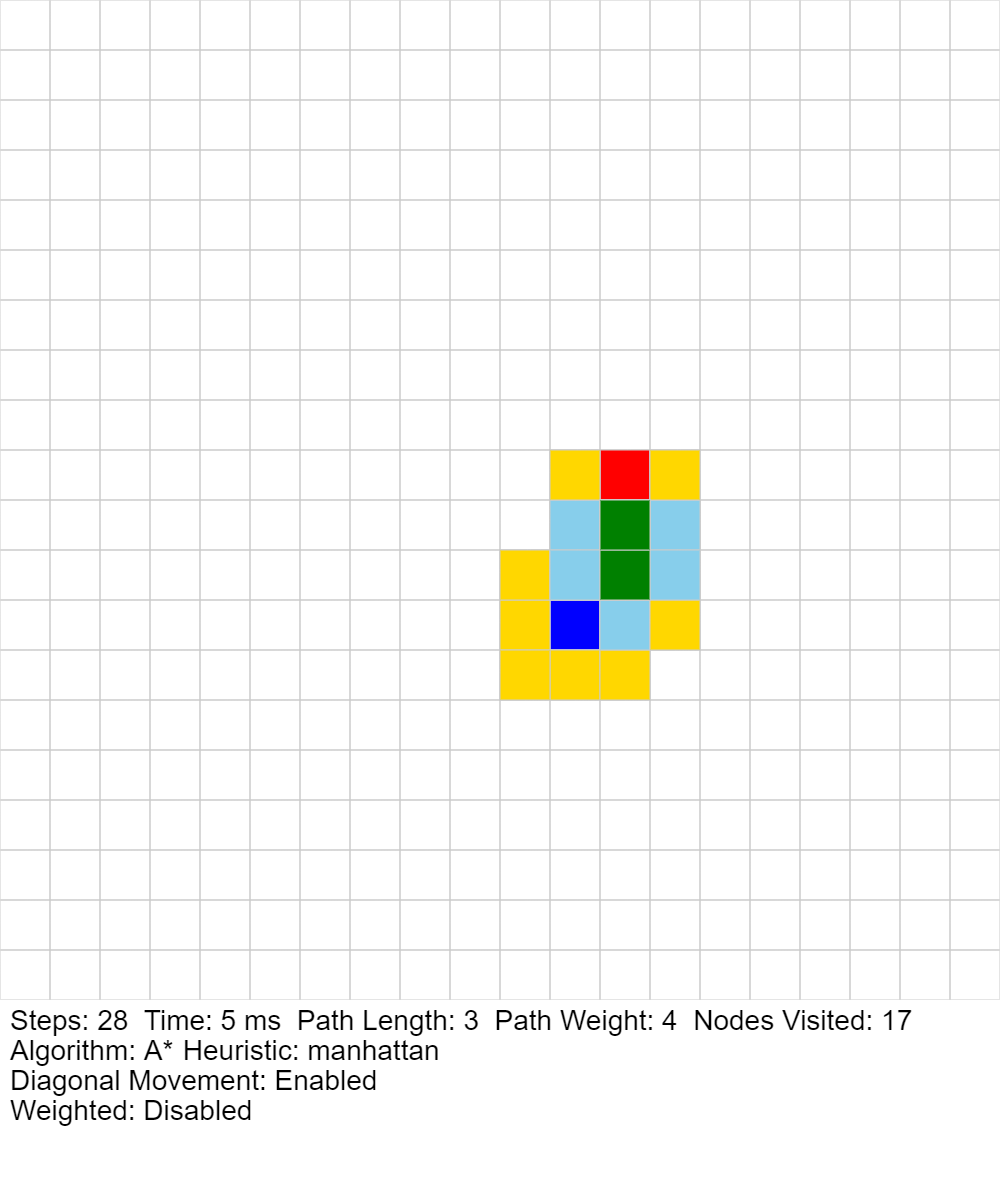 Steps: 28  Time: 5 ms  Path Length: 3  Path Weight: 4  Nodes Visited: 17
Algorithm: A* Heuristic: manhattan
Diagonal Movement: Enabled
Weighted: Disabled